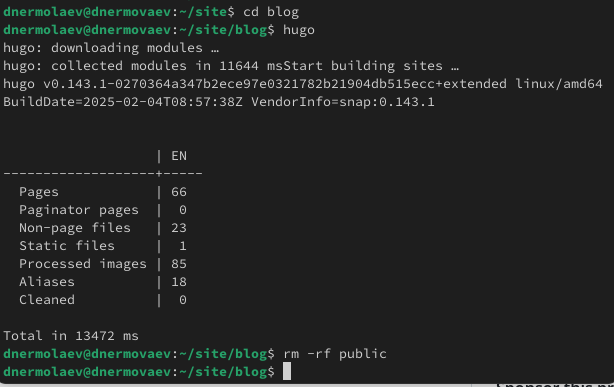 dnermolaev@dnermovaev:~/site$ cd blog
dnermolaev@dnermovaev:~/site/blog$ hugo
hugo: downloading modules …
hugo: collected modules in 11644 msStart building sites …
hugo v0.143.1-0270364a347b2ece97e0321782b21904db515ecc+extended linux/amd64
BuildDate=2025-02-04T08:57:38Z VendorInfo=snap:0.143.1
| EN
-------------------+-----
Pages | 66
Paginator pages | 0
Non-page files | 23
Static files | 1
Processed images | 85
Aliases | 18
Cleaned | 0
Total in 13472 ms
dnermolaev@dnermovaev:~/site/blog$ rm -rf public
dnermolaev@dnermovaev:~/site/blog$